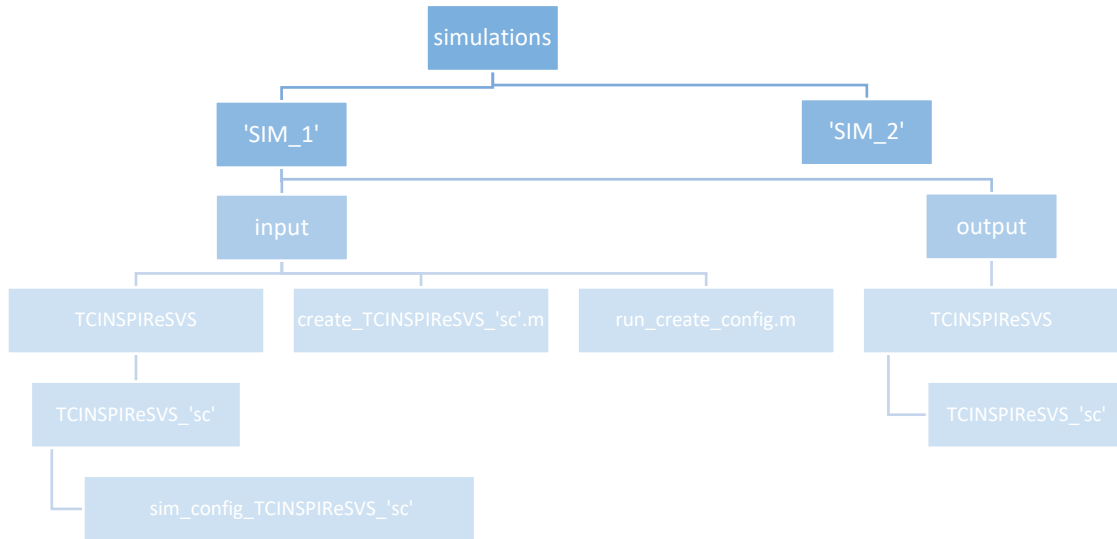 simulations
'SIM_1'
'SIM_2'
input
output
TCINSPIReSVS
create_TCINSPIReSVS_'sc'.m
run_create_config.m
TCINSPIReSVS
TCINSPIReSVS_'sc'
TCINSPIReSVS_'sc'
sim_config_TCINSPIReSVS_'sc'